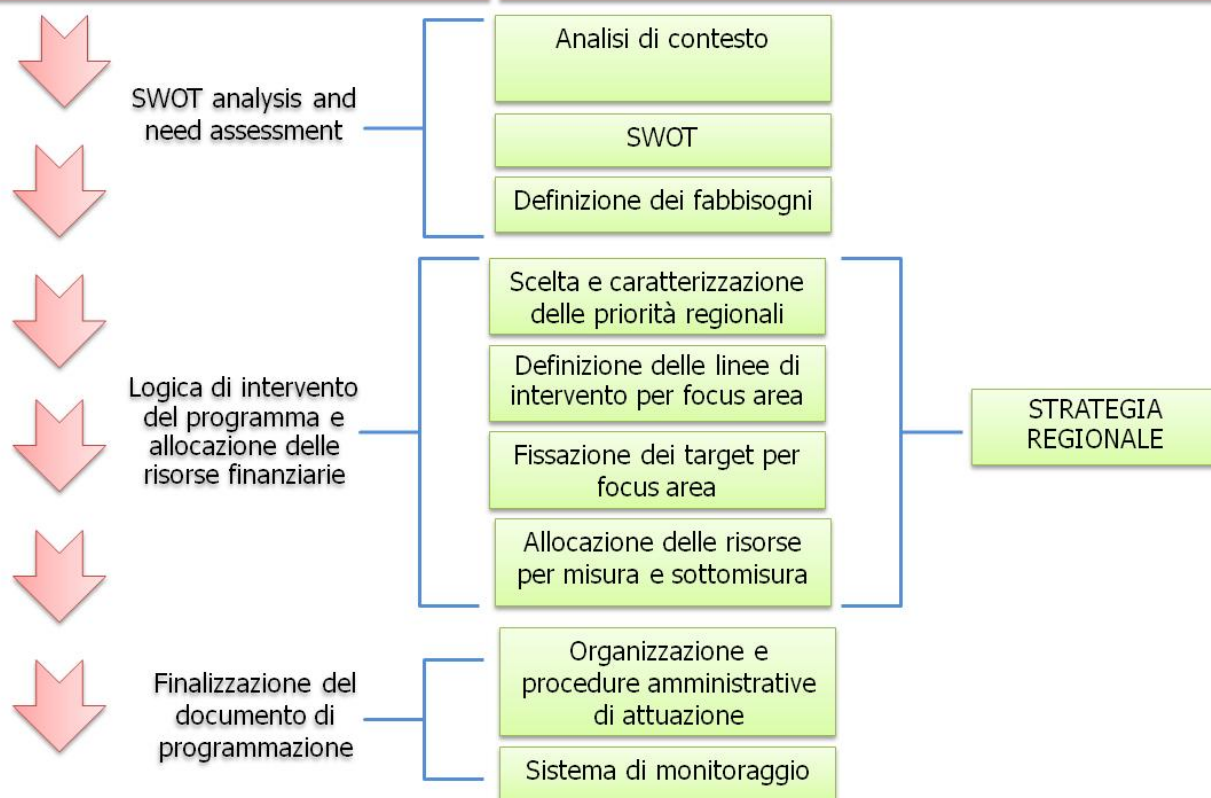 SWOT analysis and
need assessment
Analisi di contesto
SWOT
Definizione dei fabbisogni
Logica di intervento
del programma e
allocazione delle
risorse finanziarie
Scelta e caratterizzazione
delle priorità regionali
Definizione delle linee di
intervento per focus area
Fissazione dei target per
focus area
Allocazione delle risorse
per misura e sottomisura
STRATEGIA
REGIONALE
Finalizzazione del
documento di
programmazione
Organizzazione e
procedure amministrative
di attuazione
Sistema di monitoraggio